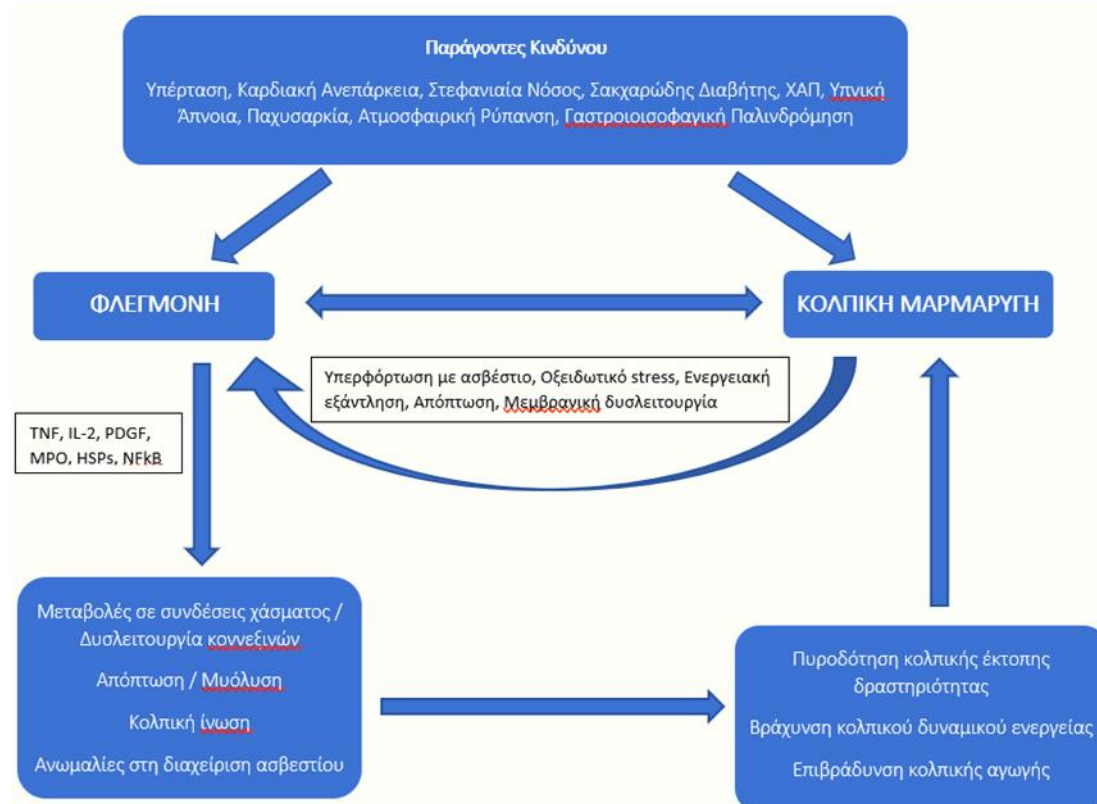 Παράγοντες Κινδύνου
Υπέρταση, Καρδιακή Ανεπάρκεια, Στεφανιαία Νόσος, Σακχαρώδης Διαβήτης, ΧΑΠ, Υπνική
Άπνοια, Παχυσαρκία, Ατμοσφαιρική Ρύπανση, Γαστροιοισοφαγική Παλινδρόμηση
ΦΛΕΓΜΟΝΗ
ΚΟΛΠΙΚΗ ΜΑΡΜΑΡΥΓΗ
Υπερφόρτωση με ασβέστιο, Οξειδωτικό stress, Ενεργειακή
εξάντληση, Απόπτωση, Μεμβρανική δυσλειτουργία
TNF, IL-2, PDGF,
MPO, HSPs, NFkB
Μεταβολές σε συνδέσεις χάσματος /
Δυσλειτουργία κοννεξινών
Απόπτωση / Μυόλυση
Κολπική ίνωση
Ανωμαλίες στη διαχείριση ασβεστίου
Πυροδότηση κολπικής έκτοπης
δραστηριότητας
Βράχυνση κολπικού δυναμικού ενεργείας
Επιβράδυνση κολπικής αγωγής